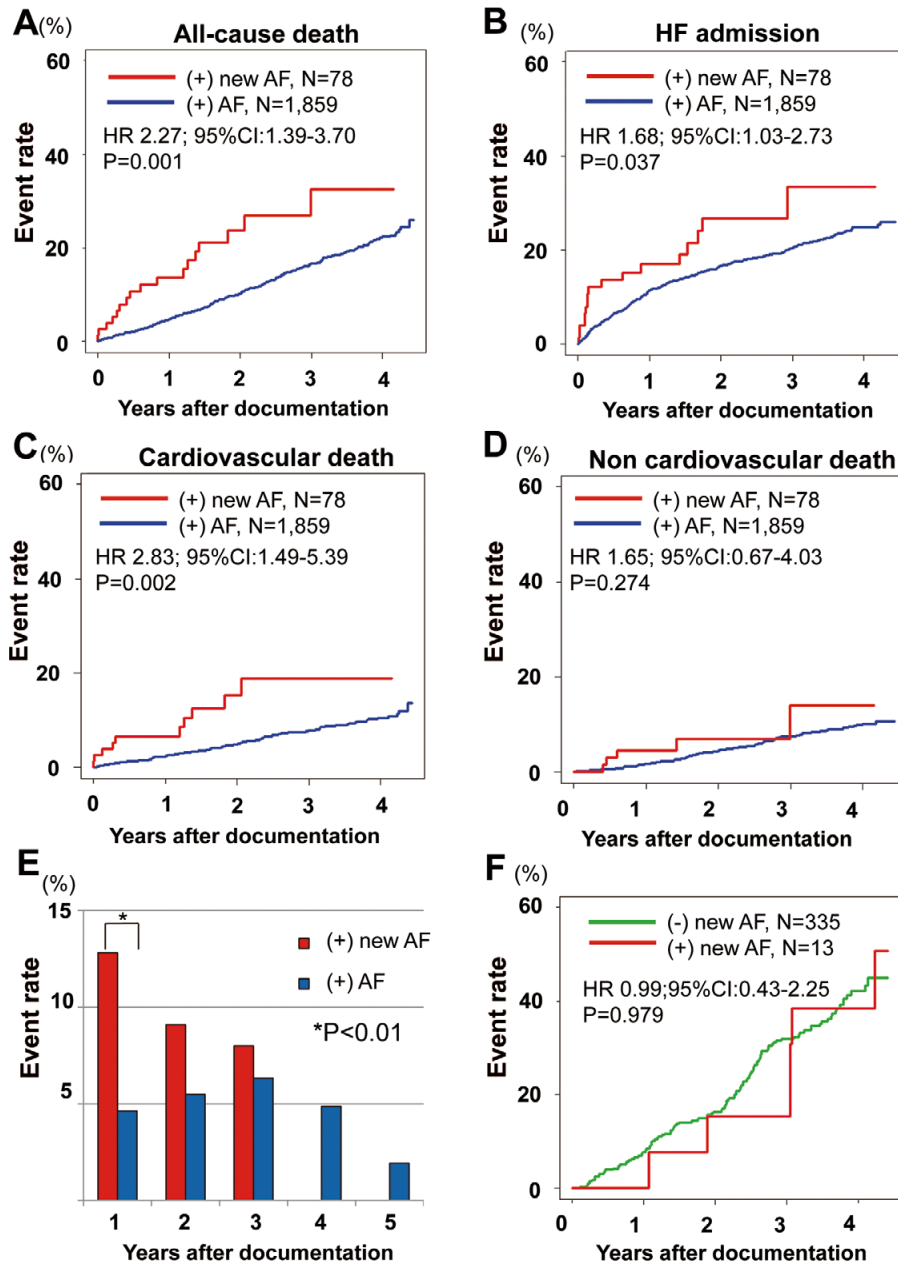 A (%)
All-cause death
60
(+) new AF, N=78
(+) AF, N=1,859
HR 2.27; 95%CI:1.39-3.70
P=0.001
40
20
0
Event rate
0 1 2 3 4
Years after documentation
B (%)
HF admission
60
(+) new AF, N=78
(+) AF, N=1,859
HR 1.68; 95%CI:1.03-2.73
P=0.037
40
20
0
Event rate
0 1 2 3 4
Years after documentation
C (%)
Cardiovascular death
60
(+) new AF, N=78
(+) AF, N=1,859
HR 2.83; 95%CI:1.49-5.39
P=0.002
40
20
0
Event rate
0 1 2 3 4
Years after documentation
D (%)
Non cardiovascular death
60
(+) new AF, N=78
(+) AF, N=1,859
HR 1.65; 95%CI:0.67-4.03
P=0.274
40
20
0
Event rate
0 1 2 3 4
Years after documentation
E (%)
15
*
(+) new AF
(+) AF
10
*P<0.01
5
Event rate
1 2 3 4 5
Years after documentation
F (%)
60
(-) new AF, N=335
(+) new AF, N=13
HR 0.99;95%CI:0.43-2.25
P=0.979
40
20
0
Event rate
0 1 2 3 4
Years after documentation